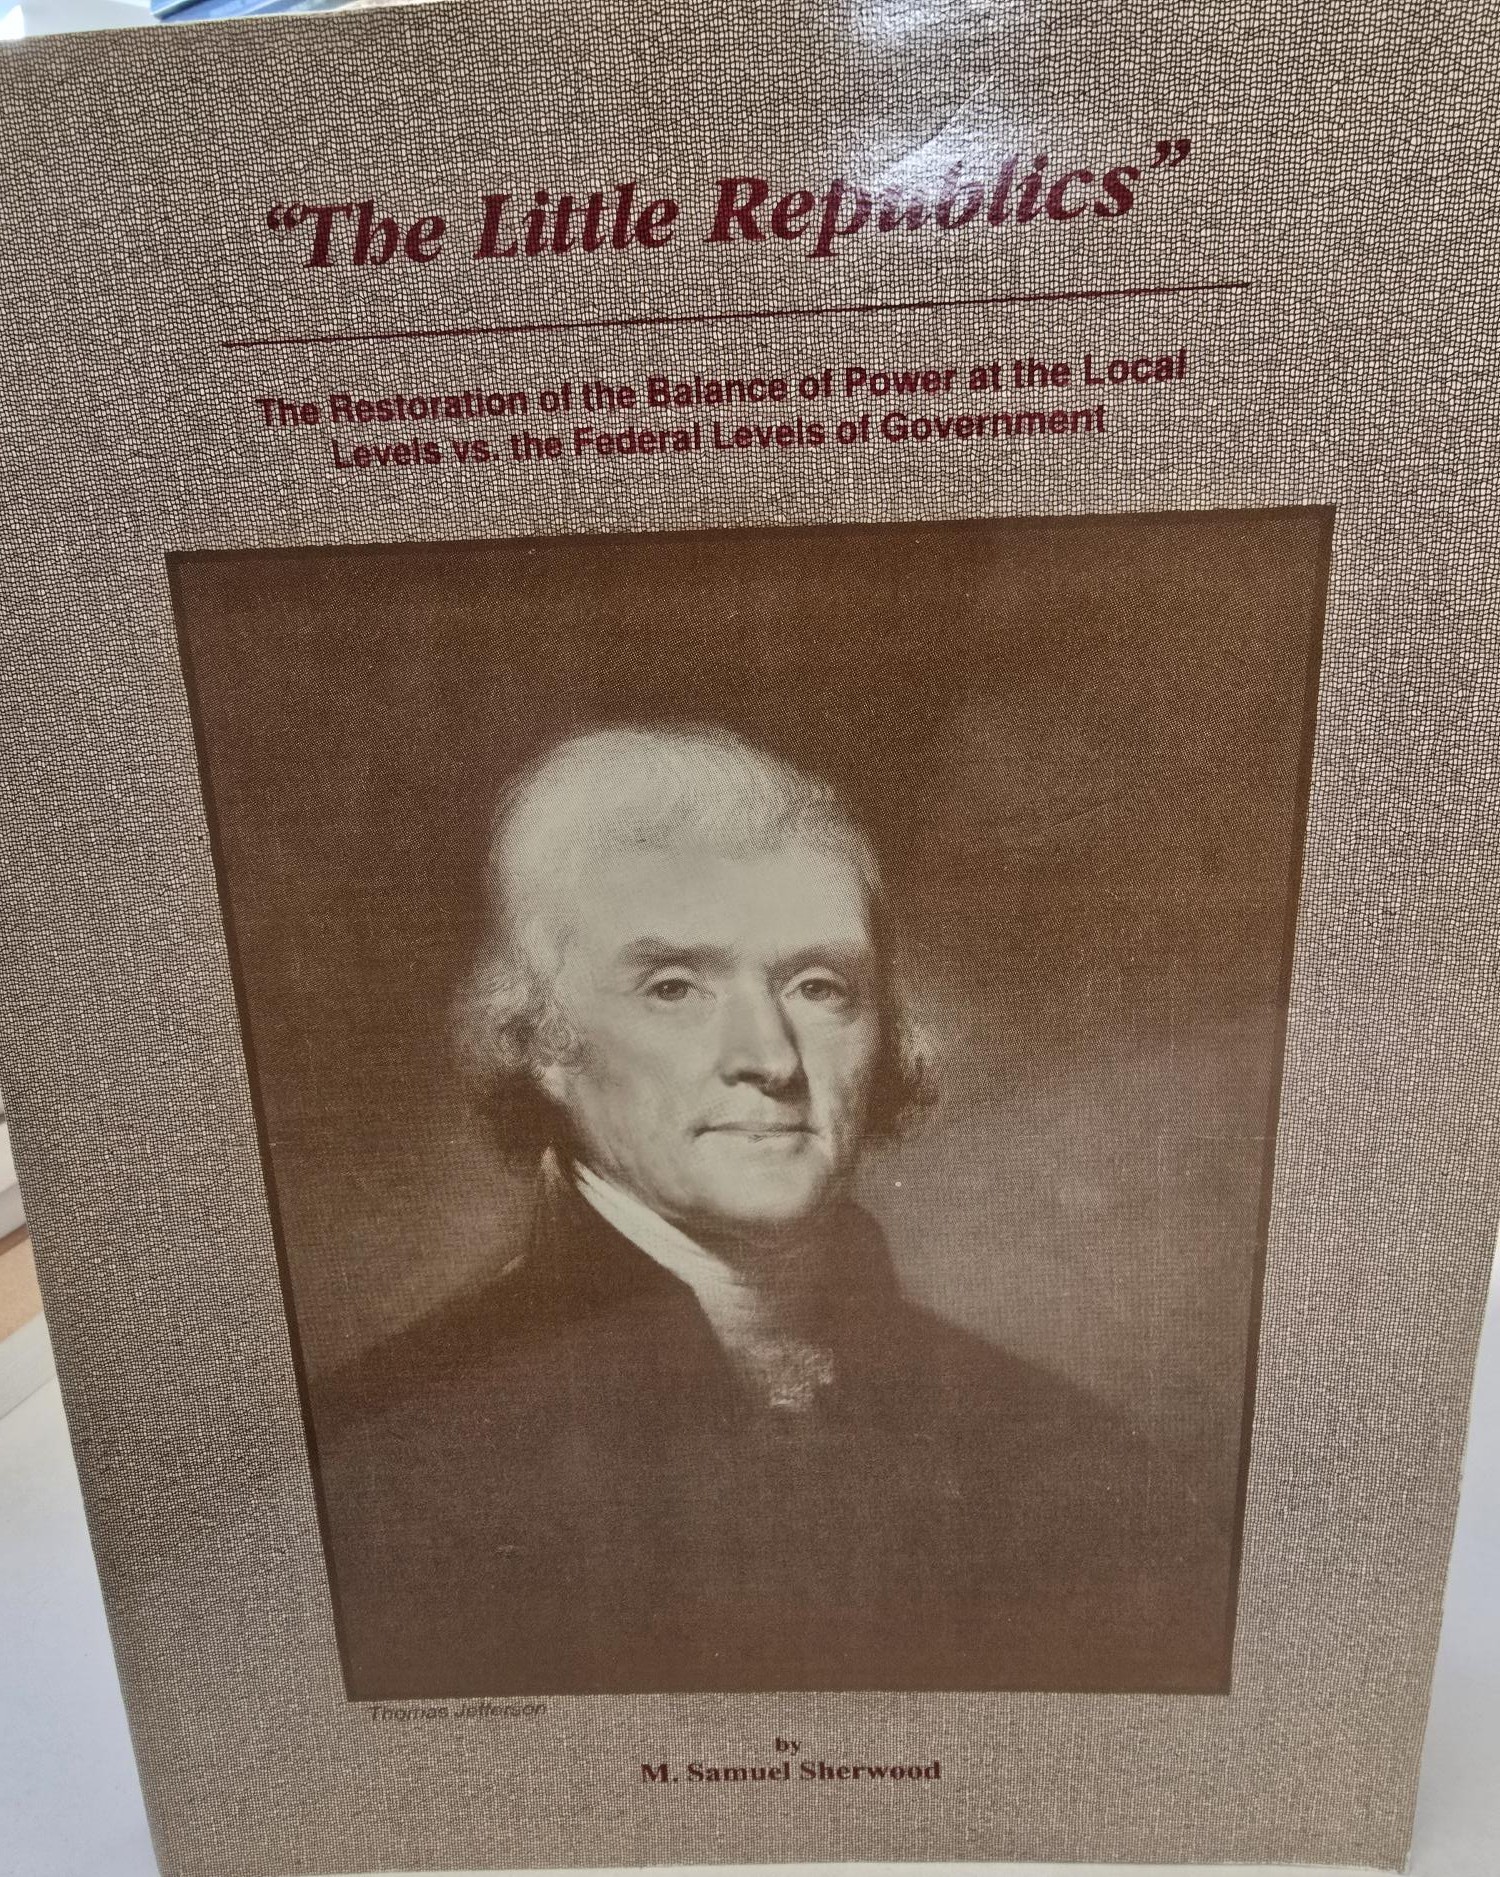 “The Little Republics”
The Restoration of the Balance of Power at the Local
Levels vs. the Federal Levels of Government
Thomas Jefferson
by
M. Samuel Sherwood